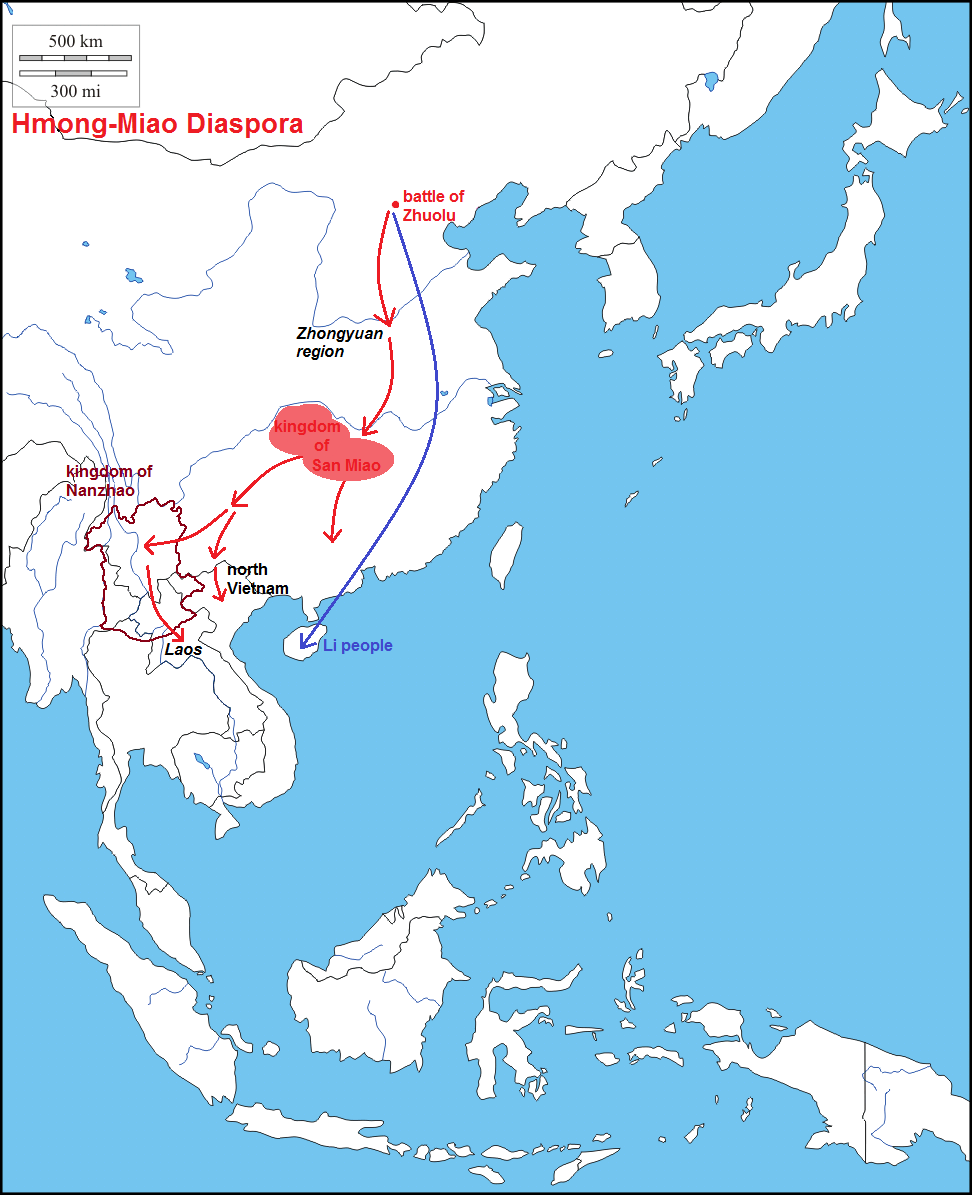 500 km
300 mi
Hmong-Miao Diaspora
battle of
Zhuolu
Zhongyuan
region
kingdom
of
San Miao
kingdom of
Nanzhao
north
Vietnam
Li people
Laos